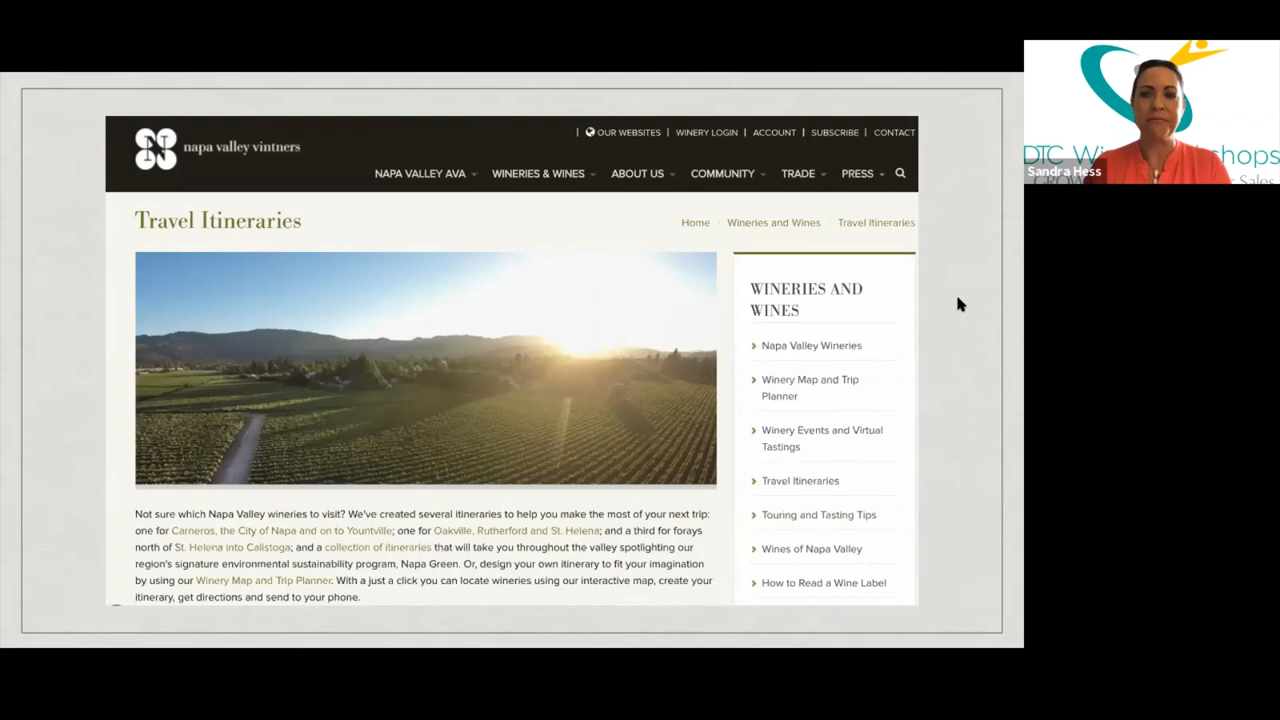 OUR WEBSITES | WINERY LOGIN | ACCOUNT | SUBSCRIBE | CONTACT
napa valley vintners
NAPA VALLEY AVA WINERIES & WINES ABOUT US COMMUNITY TRADE PRESS
Travel Itineraries
Home Wineries and Wines Travel Itineraries
Not sure which Napa Valley wineries to visit? We've created several itineraries to help you make the most of your next trip:
one for Carneros, the City of Napa and on to Yountville; one for Oakville, Rutherford and St. Helena; and a third for forays
north of St. Helena into Calistoga; and a collection of itineraries that will take you throughout the valley spotlighting our
region's signature environmental sustainability program, Napa Green. Or, design your own itinerary to fit your imagination
by using our Winery Map and Trip Planner. With a just a click you can locate wineries using our interactive map, create your
itinerary, get directions and send to your phone.
WINERIES AND
WINES
Napa Valley Wineries
Winery Map and Trip
Planner
Winery Events and Virtual
Tastings
Travel Itineraries
Touring and Tasting Tips
Wines of Napa Valley
How to Read a Wine Label
DTC
Sales
Sandra Hess